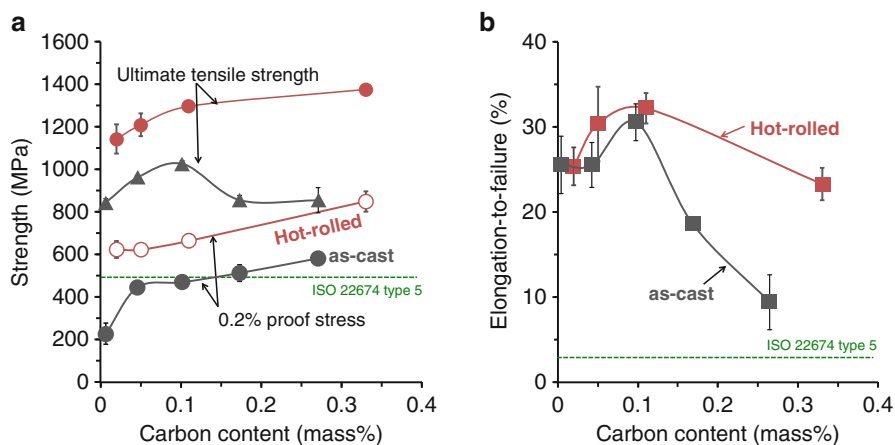 a
1600
1400
1200
1000
800
600
400
200
0
0
0.1
0.2
0.3
0.4
Strength (MPa)
Carbon content (mass%)
Ultimate tensile strength
Hot-rolled
as-cast
ISO 22674 type 5
0.2% proof stress
b
40
30
20
10
0
0
0.1
0.2
0.3
0.4
Elongation-to-failure (%)
Carbon content (mass%)
Hot-rolled
as-cast
ISO 22674 type 5